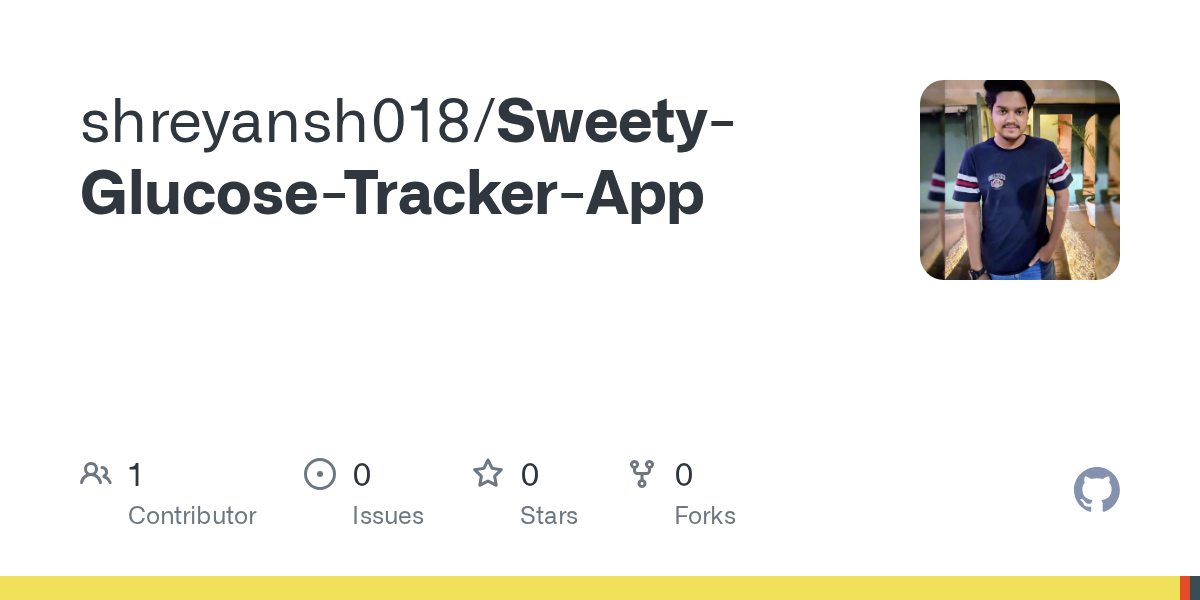 shreyansh018/Sweety-
Glucose-Tracker-App
1
Contributor
0
Issues
0
Stars
0
Forks